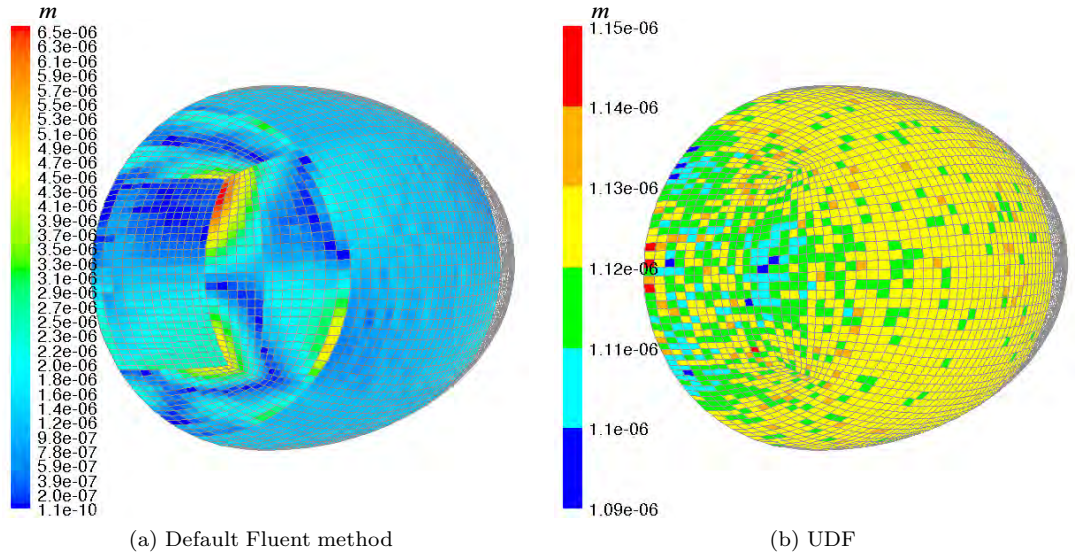 m
6.5e-06
6.3e-06
6.1e-06
5.9e-06
5.7e-06
5.5e-06
5.3e-06
5.1e-06
4.9e-06
4.7e-06
4.5e-06
4.3e-06
4.1e-06
3.9e-06
3.7e-06
3.5e-06
3.3e-06
3.1e-06
2.9e-06
2.7e-06
2.5e-06
2.3e-06
2.2e-06
2.0e-06
1.8e-06
1.6e-06
1.4e-06
1.2e-06
9.8e-07
7.8e-07
5.9e-07
3.9e-07
2.0e-07
1.1e-10
(a) Default Fluent method
m
1.15e-06
1.14e-06
1.13e-06
1.12e-06
1.11e-06
1.1e-06
1.09e-06
(b) UDF